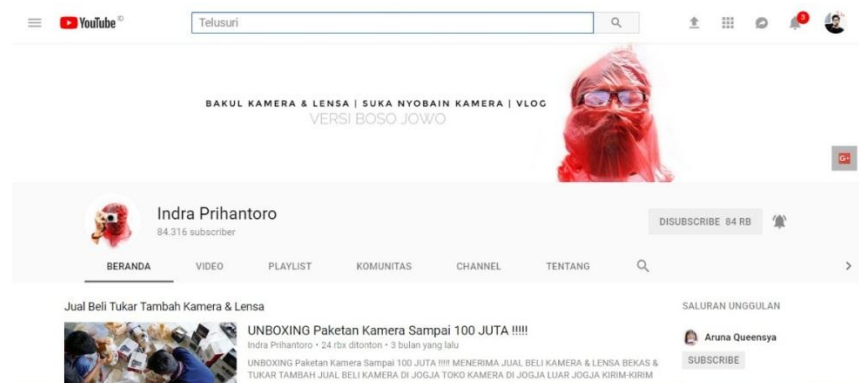 YouTube ID
Telusuri
3
BAKUL KAMERA & LENSA | SUKA NYOBAIN KAMERA | VLOG
VERSI BOSO JOWO
G+
Indra Prihantoro
84.316 subscriber
DISUBSCRIBE 84 RB
BERANDA VIDEO PLAYLIST KOMUNITAS CHANNEL TENTANG
Jual Beli Tukar Tambah Kamera & Lensa
SALURAN UNGGULAN
UNBOXING Paketan Kamera Sampai 100 JUTA !!!!!
Indra Prihantoro • 24 rbx ditonton • 3 bulan yang lalu
Aruna Queensya
SUBSCRIBE
UNBOXING Paketan Kamera Sampai 100 JUTA !!!!! MENERIMA JUAL BELI KAMERA & LENSA BEKAS &
TUKAR TAMBAH JUAL BELI KAMERA DI JOGJA TOKO KAMERA DI JOGJA LUAR JOGJA KIRIM-KIRIM